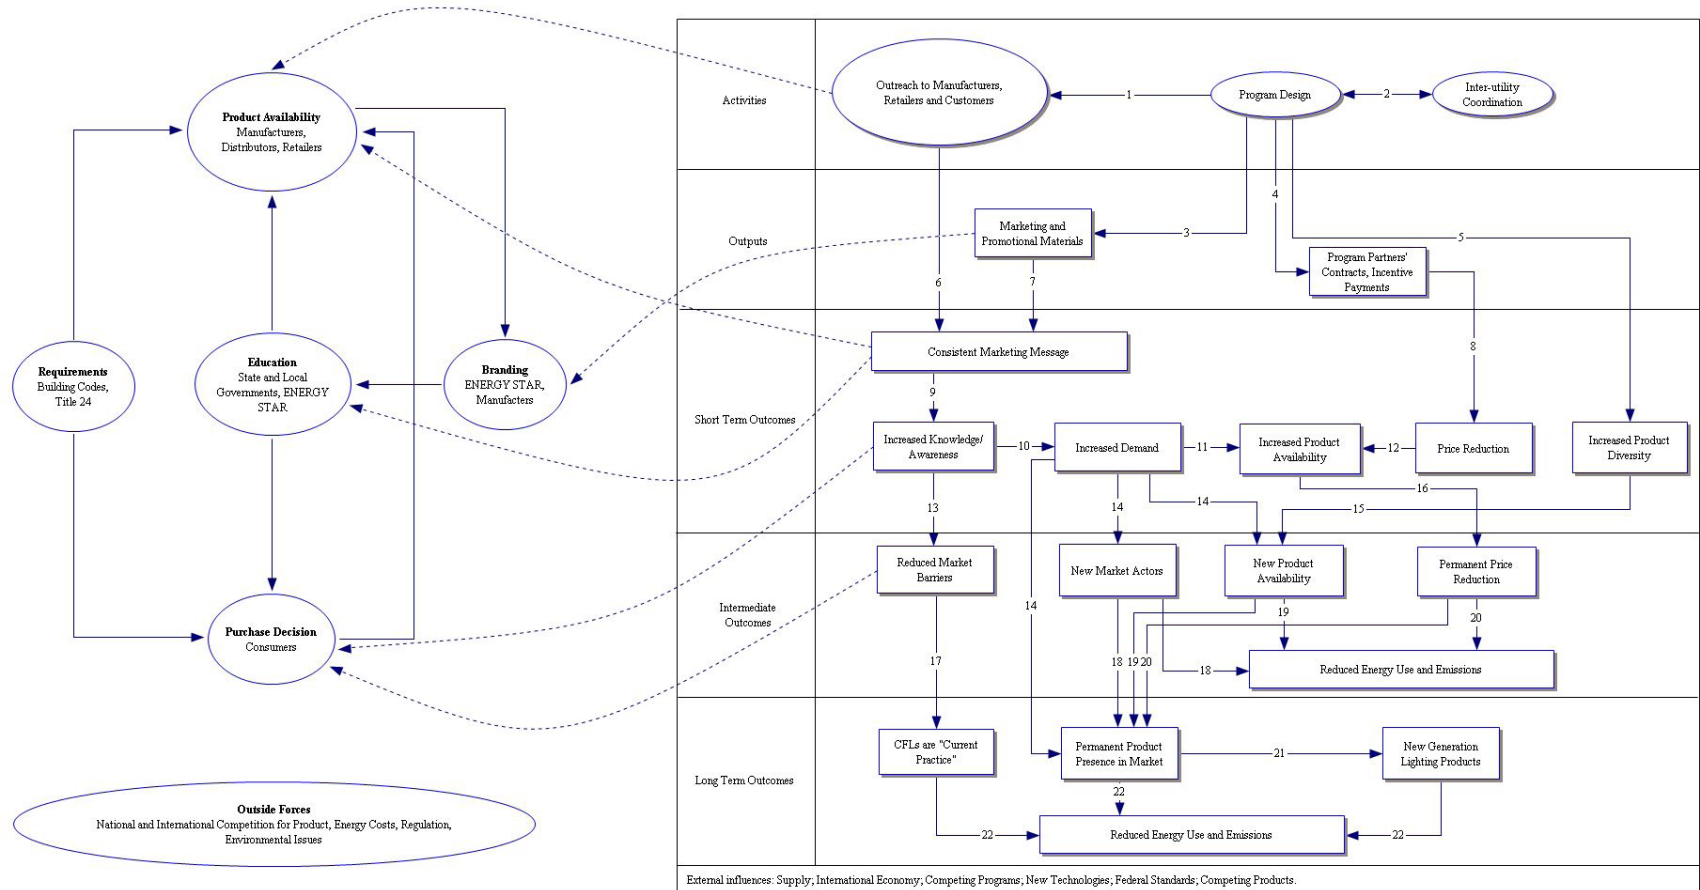 Product Availability
Manufacturers,
Distributors, Retailers
Requirements
Building Codes,
Title 24
Education
State and Local
Governments, ENERGY
STAR
Branding
ENERGY STAR,
Manufacters
Purchase Decision
Consumers
Outside Forces
National and International Competition for Product, Energy Costs, Regulation,
Environmental Issues
Activities
Outreach to Manufacturers,
Retailers and Customers
1
Program Design
2
Inter-utility
Coordination
Outputs
Marketing and
Promotional Materials
3
4
5
Program Partners'
Contracts, Incentive
Payments
6
7
8
Short Term Outcomes
Consistent Marketing Message
9
Increased Knowledge/
Awareness
10
Increased Demand
11
Increased Product
Availability
12
Price Reduction
Increased Product
Diversity
13
14
14
15
16
Intermediate
Outcomes
Reduced Market
Barriers
New Market Actors
New Product
Availability
Permanent Price
Reduction
14
19
20
17
18
19
20
18
Reduced Energy Use and Emissions
Long Term Outcomes
CFLs are "Current
Practice"
Permanent Product
Presence in Market
21
New Generation
Lighting Products
22
22
Reduced Energy Use and Emissions
22
External influences: Supply; International Economy; Competing Programs; New Technologies; Federal Standards; Competing Products.